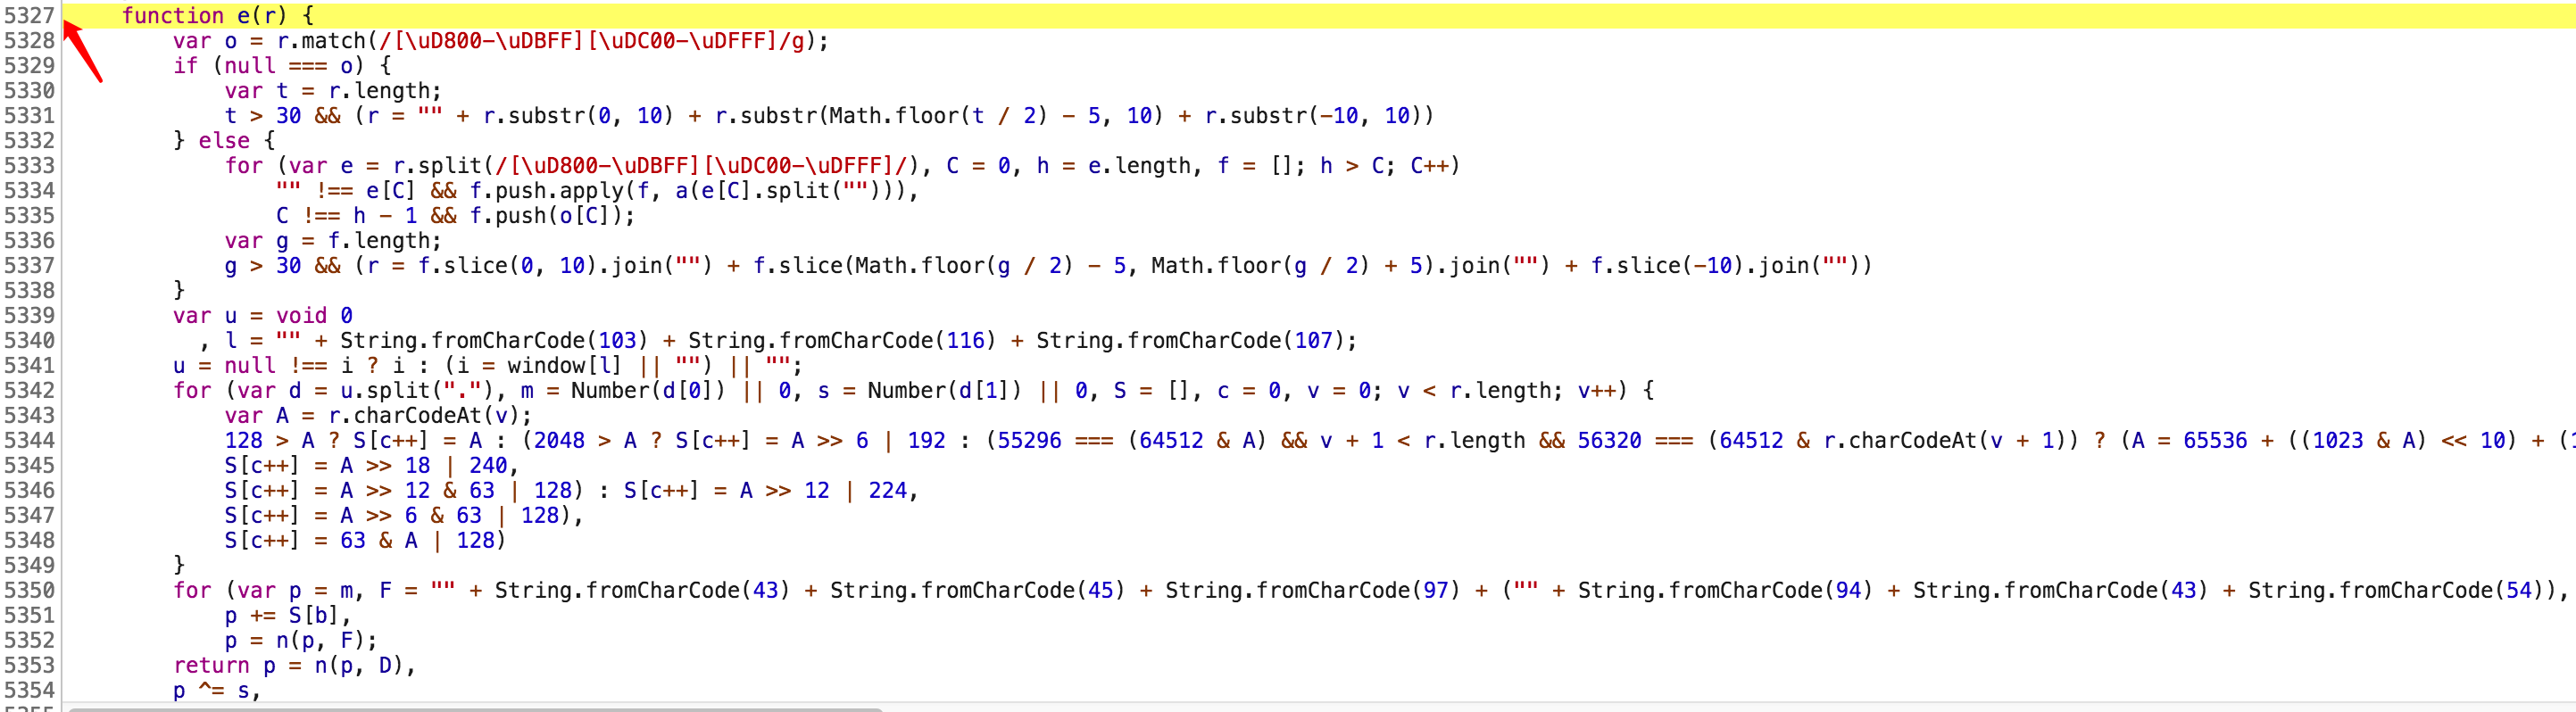 5327 function e(r) {
5328 var o = r.match(/[\uD800-\uDBFF][\uDC00-\uDFFF]/g);
5329 if (null === o) {
5330 var t = r.length;
5331 t > 30 && (r = "" + r.substr(0, 10) + r.substr(Math.floor(t / 2) - 5, 10) + r.substr(-10, 10))
5332 } else {
5333 for (var e = r.split(/[\uD800-\uDBFF][\uDC00-\uDFFF]/), C = 0, h = e.length, f = []; h > C; C++)
5334 "" !== e[C] && f.push.apply(f, a(e[C].split(""))),
5335 C !== h - 1 && f.push(o[C]);
5336 var g = f.length;
5337 g > 30 && (r = f.slice(0, 10).join("") + f.slice(Math.floor(g / 2) - 5, Math.floor(g / 2) + 5).join("") + f.slice(-10).join(""))
5338 }
5339 var u = void 0
5340 , l = "" + String.fromCharCode(103) + String.fromCharCode(116) + String.fromCharCode(107);
5341 u = null !== i ? i : (i = window[l] || "") || "";
5342 for (var d = u.split("."), m = Number(d[0]) || 0, s = Number(d[1]) || 0, S = [], c = 0, v = 0; v < r.length; v++) {
5343 var A = r.charCodeAt(v);
5344 128 > A ? S[c++] = A : (2048 > A ? S[c++] = A >> 6 | 192 : (55296 === (64512 & A) && v + 1 < r.length && 56320 === (64512 & r.charCodeAt(v + 1)) ? (A = 65536 + ((1023 & A) << 10) + (
5345 S[c++] = A >> 18 | 240,
5346 S[c++] = A >> 12 & 63 | 128) : S[c++] = A >> 12 | 224,
5347 S[c++] = A >> 6 & 63 | 128),
5348 S[c++] = 63 & A | 128)
5349 }
5350 for (var p = m, F = "" + String.fromCharCode(43) + String.fromCharCode(45) + String.fromCharCode(97) + ("" + String.fromCharCode(94) + String.fromCharCode(43) + String.fromCharCode(54)),
5351 p += S[b],
5352 p = n(p, F);
5353 return p = n(p, D),
5354 p ^= s,